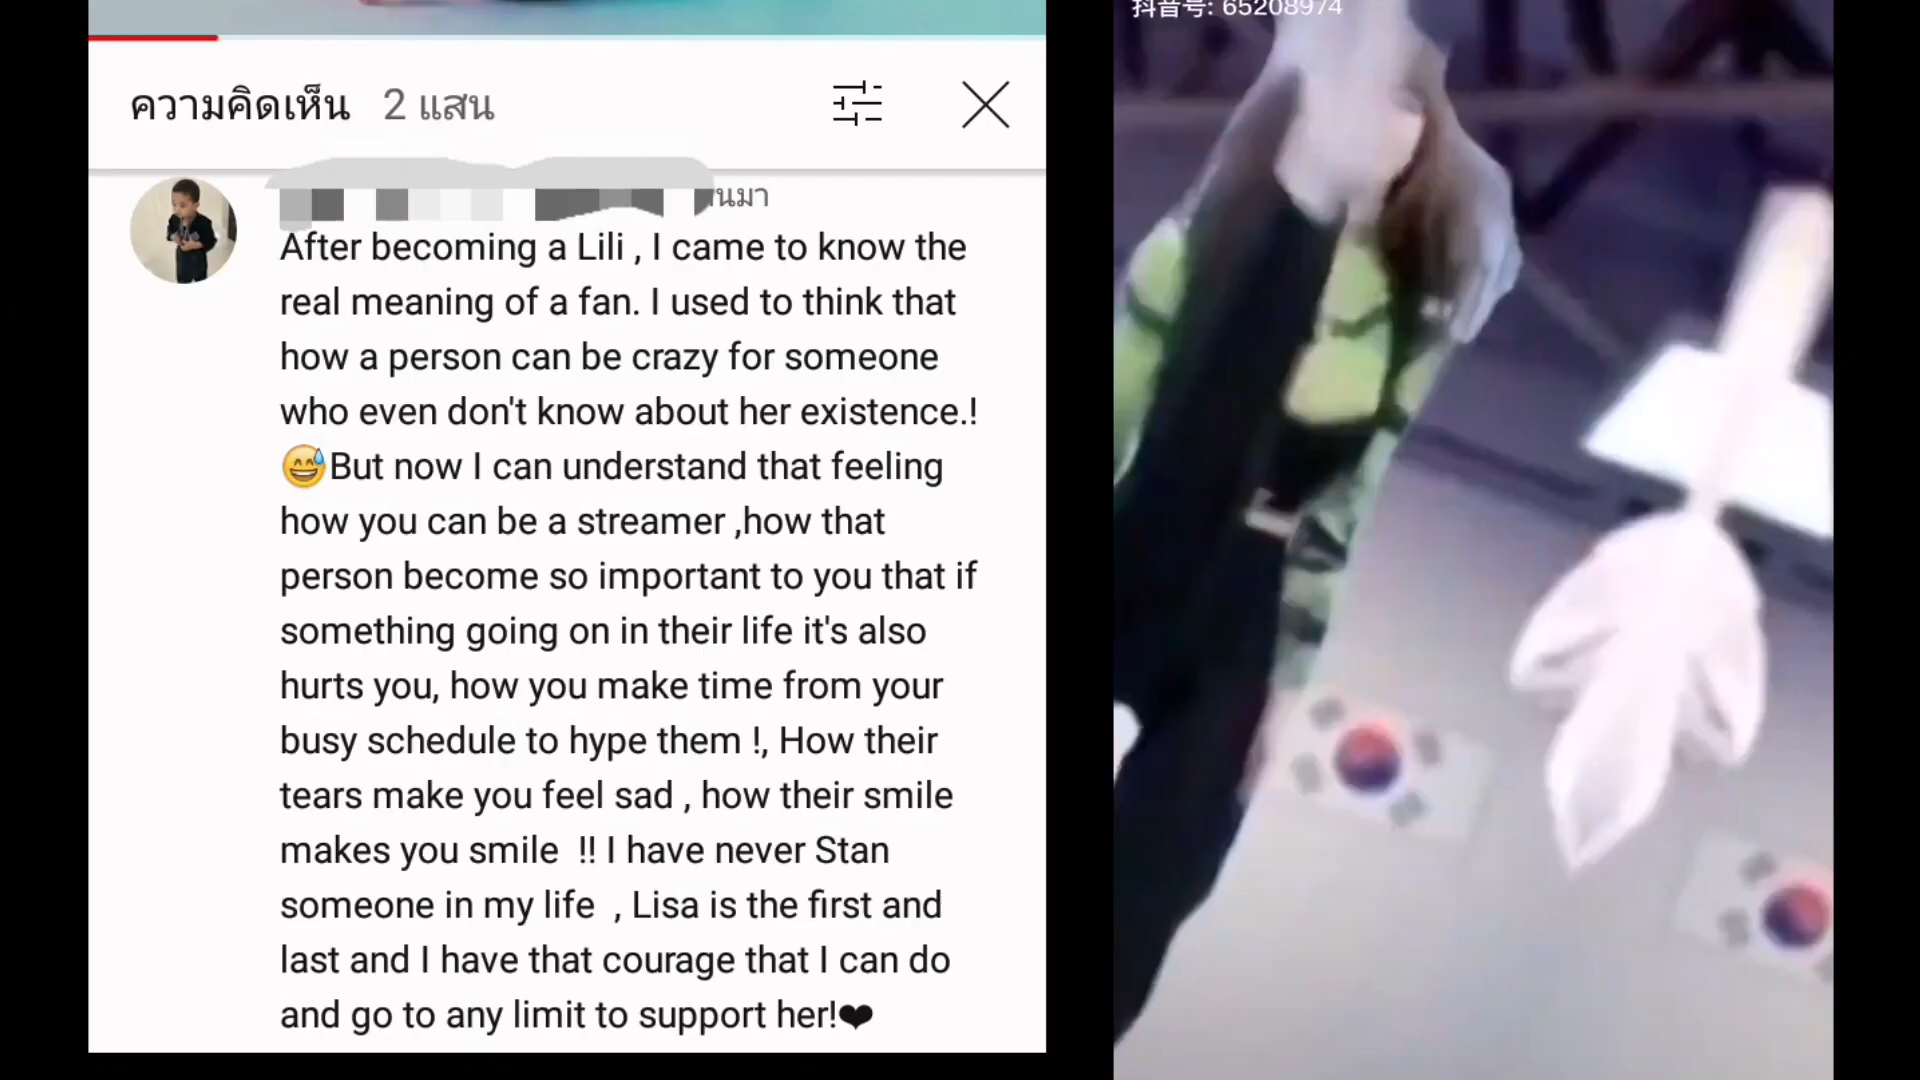 抖音号: 65208974
ความคิดเห็น 2 แสน
After becoming a Lili , I came to know the
real meaning of a fan. I used to think that
how a person can be crazy for someone
who even don't know about her existence.!
😅But now I can understand that feeling
how you can be a streamer ,how that
person become so important to you that if
something going on in their life it's also
hurts you, how you make time from your
busy schedule to hype them !, How their
tears make you feel sad , how their smile
makes you smile !! I have never Stan
someone in my life , Lisa is the first and
last and I have that courage that I can do
and go to any limit to support her!❤